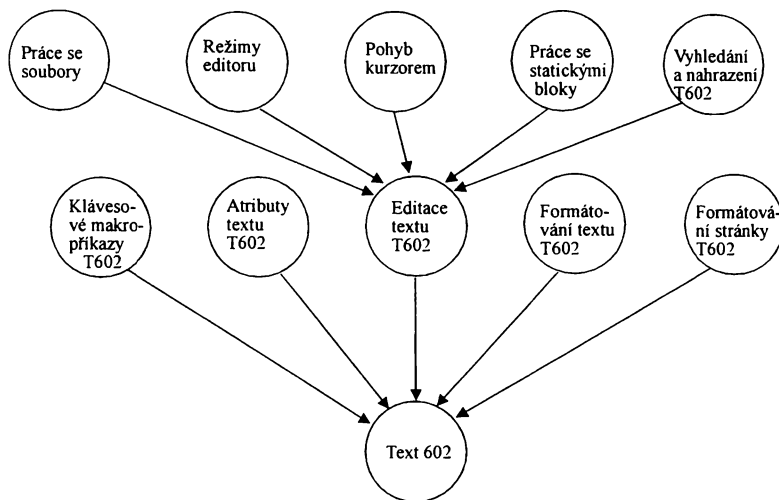 Práce se
soubory
Režimy
editoru
Pohyb
kurzorem
Práce se
statickými
bloky
Vyhledání
a nahrazení
T602
Kláveso-
vé makro-
příkazy
T602
Atributy
textu
T602
Editace
textu
T602
Formáto-
vání textu
T602
Formátová-
ní stránky
T602
Text 602